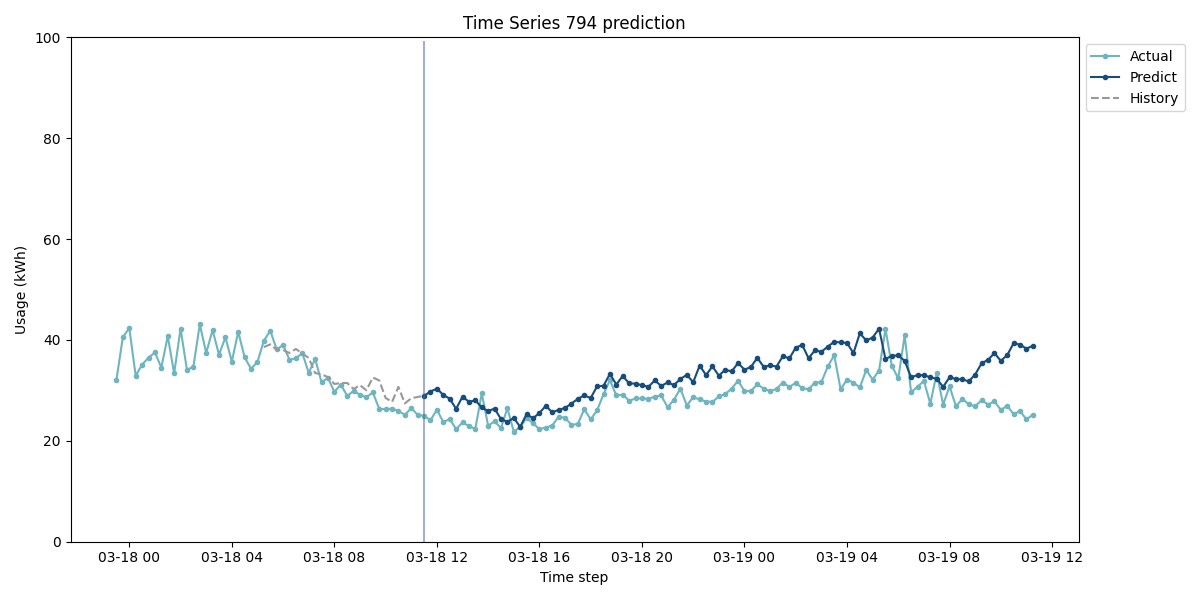 Time Series 794 prediction
Usage (kWh)
100
80
60
40
20
0
03-18 00
03-18 04
03-18 08
03-18 12
03-18 16
03-18 20
03-19 00
03-19 04
03-19 08
03-19 12
Time step
Actual
Predict
History